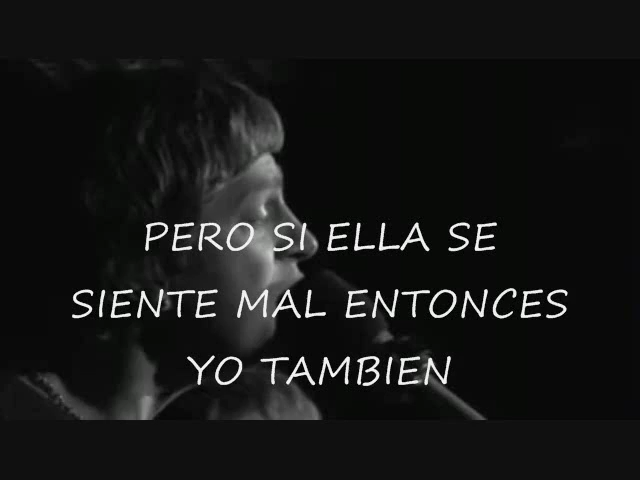 PERO SI ELLA SE
SIENTE MAL ENTONCES
YO TAMBIEN